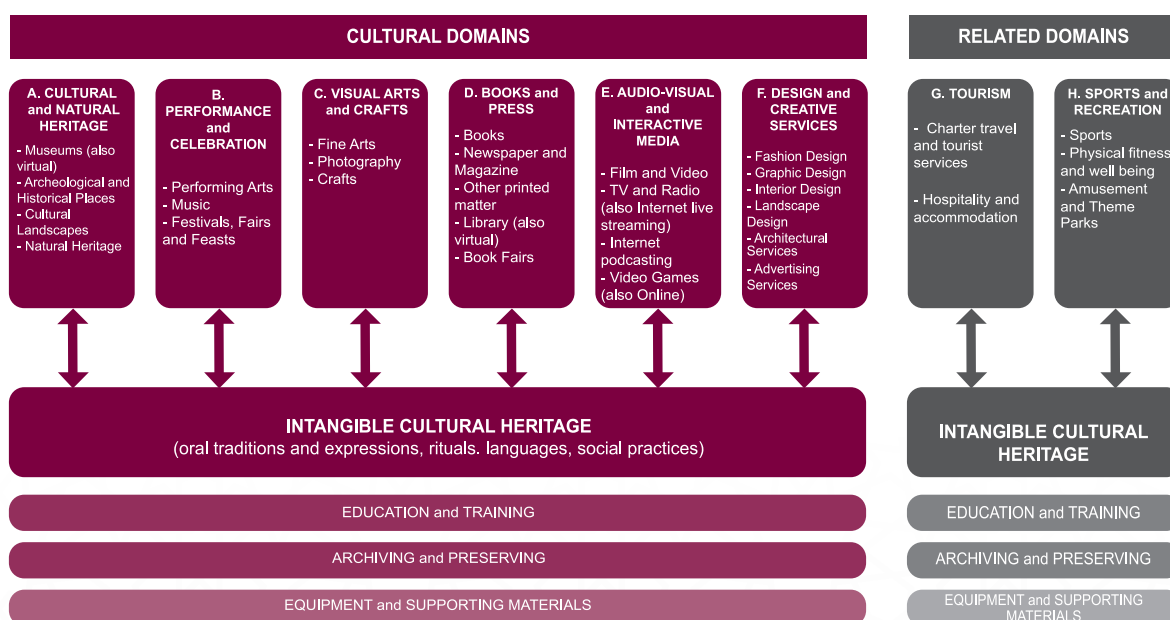 CULTURAL DOMAINS
RELATED DOMAINS
A. CULTURAL
and NATURAL
HERITAGE
- Museums (also
virtual)
- Archeological and
Historical Places
- Cultural
Landscapes
- Natural Heritage
B.
PERFORMANCE
and
CELEBRATION
- Performing Arts
- Music
- Festivals, Fairs
and Feasts
C. VISUAL ARTS
and CRAFTS
- Fine Arts
- Photography
- Crafts
D. BOOKS and
PRESS
- Books
- Newspaper and
Magazine
- Other printed
matter
- Library (also
virtual)
- Book Fairs
E. AUDIO-VISUAL
and
INTERACTIVE
MEDIA
- Film and Video
- TV and Radio
(also Internet live
streaming)
- Internet
podcasting
- Video Games
(also Online)
F. DESIGN and
CREATIVE
SERVICES
- Fashion Design
- Graphic Design
- Interior Design
- Landscape
Design
- Architectural
Services
- Advertising
Services
G. TOURISM
- Charter travel
and tourist
services
- Hospitality and
accommodation
H. SPORTS and
RECREATION
- Sports
- Physical fitness
and well being
- Amusement
and Theme
Parks
INTANGIBLE CULTURAL HERITAGE
(oral traditions and expressions, rituals. languages, social practices)
INTANGIBLE CULTURAL
HERITAGE
EDUCATION and TRAINING
EDUCATION and TRAINING
ARCHIVING and PRESERVING
ARCHIVING and PRESERVING
EQUIPMENT and SUPPORTING MATERIALS
EQUIPMENT and SUPPORTING
MATERIALS